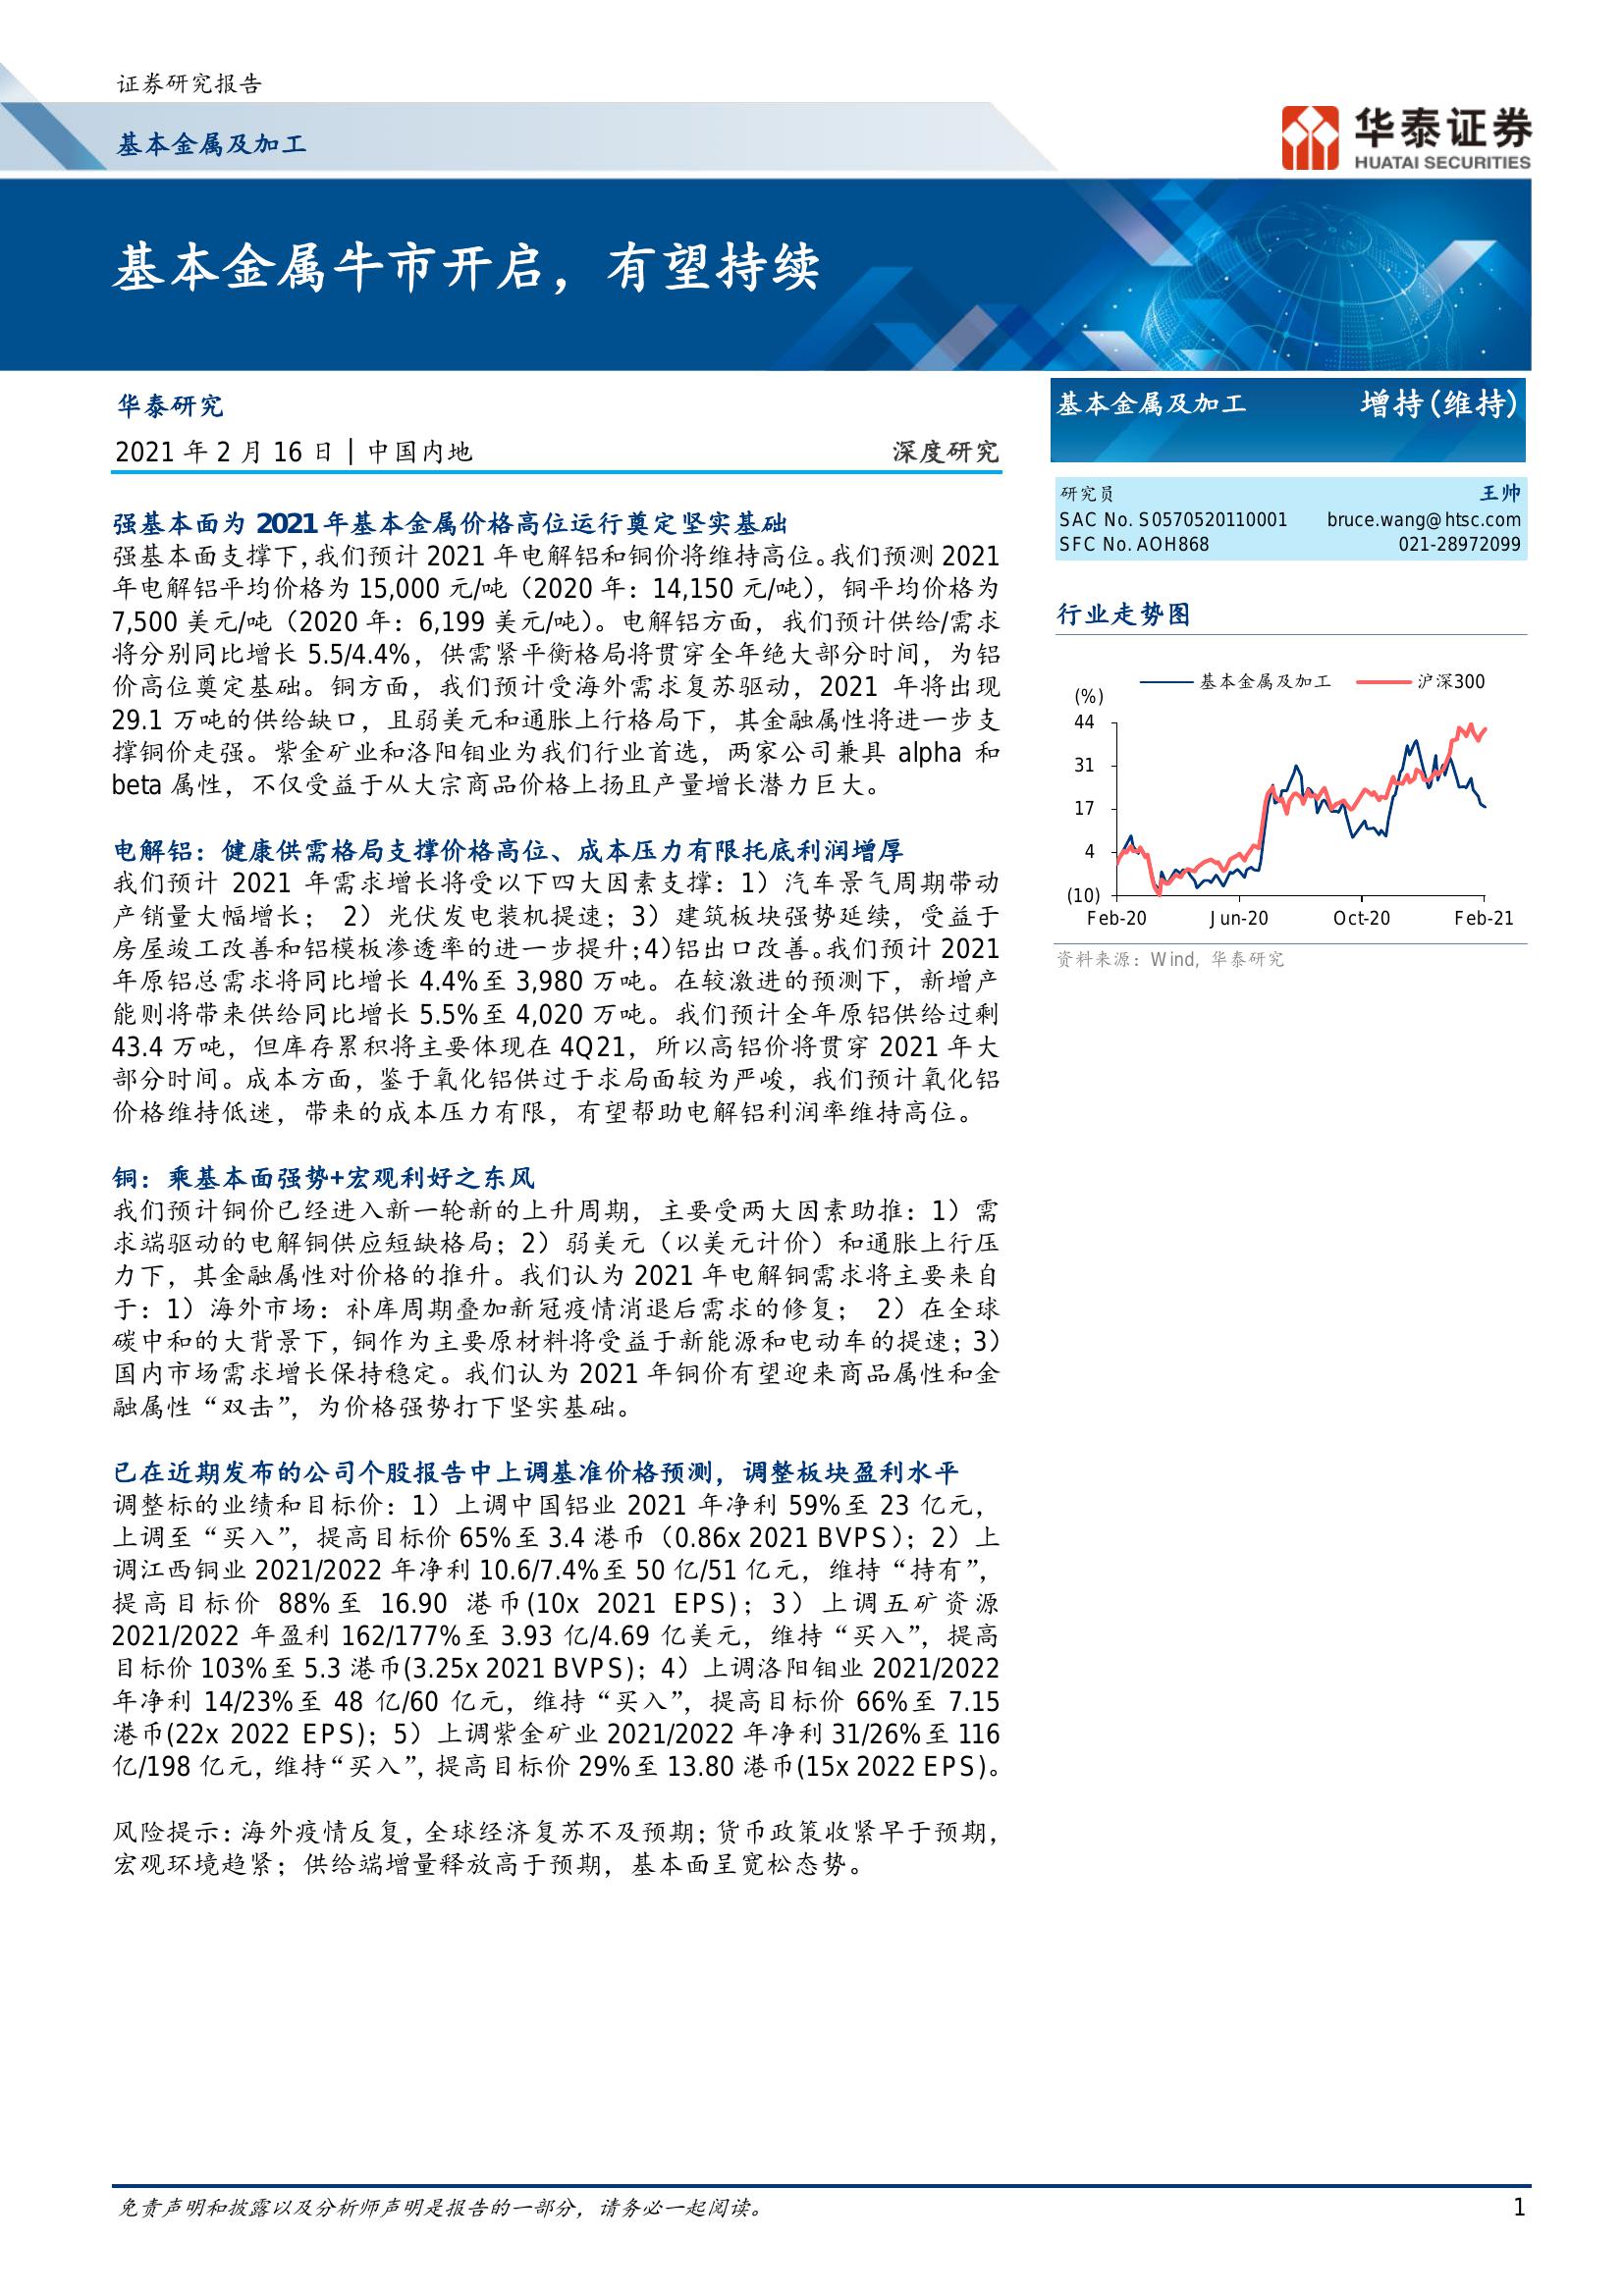 证券研究报告
基本金属及加工
华泰证券
HUATAI SECURITIES
基本金属牛市开启，有望持续
华泰研究
2021 年 2 月 16 日│中国内地
深度研究
强基本面为 2021 年基本金属价格高位运行奠定坚实基础
强基本面支撑下，我们预计 2021 年电解铝和铜价将维持高位。我们预测 2021
年电解铝平均价格为 15,000 元/吨（2020 年：14,150 元/吨），铜平均价格为
7,500 美元/吨（2020 年：6,199 美元/吨）。电解铝方面，我们预计供给/需求
将分别同比增长 5.5/4.4%，供需紧平衡格局将贯穿全年绝大部分时间，为铝
价高位奠定基础。铜方面，我们预计受海外需求复苏驱动，2021 年将出现
29.1 万吨的供给缺口，且弱美元和通胀上行格局下，其金融属性将进一步支
撑铜价走强。紫金矿业和洛阳钼业为我们行业首选，两家公司兼具 alpha 和
beta 属性，不仅受益于从大宗商品价格上扬且产量增长潜力巨大。
电解铝：健康供需格局支撑价格高位、成本压力有限托底利润增厚
我们预计 2021 年需求增长将受以下四大因素支撑：1）汽车景气周期带动
产销量大幅增长； 2）光伏发电装机提速；3）建筑板块强势延续，受益于
房屋竣工改善和铝模板渗透率的进一步提升；4）铝出口改善。我们预计 2021
年原铝总需求将同比增长 4.4%至 3,980 万吨。在较激进的预测下，新增产
能则将带来供给同比增长 5.5%至 4,020 万吨。我们预计全年原铝供给过剩
43.4 万吨，但库存累积将主要体现在 4Q21，所以高铝价将贯穿 2021 年大
部分时间。成本方面，鉴于氧化铝供过于求局面较为严峻，我们预计氧化铝
价格维持低迷，带来的成本压力有限，有望帮助电解铝利润率维持高位。
铜：乘基本面强势+宏观利好之东风
我们预计铜价已经进入新一轮新的上升周期，主要受两大因素助推：1）需
求端驱动的电解铜供应短缺格局；2）弱美元（以美元计价）和通胀上行压
力下，其金融属性对价格的推升。我们认为 2021 年电解铜需求将主要来自
于：1）海外市场：补库周期叠加新冠疫情消退后需求的修复； 2）在全球
碳中和的大背景下，铜作为主要原材料将受益于新能源和电动车的提速；3）
国内市场需求增长保持稳定。我们认为 2021 年铜价有望迎来商品属性和金
融属性“双击”，为价格强势打下坚实基础。
已在近期发布的公司个股报告中上调基准价格预测，调整板块盈利水平
调整标的业绩和目标价：1）上调中国铝业 2021 年净利 59%至 23 亿元，
上调至“买入”，提高目标价 65%至 3.4 港币（0.86x 2021 BVPS）；2）上
调江西铜业 2021/2022 年净利 10.6/7.4%至 50 亿/51 亿元，维持“持有”，
提高目标价 88%至 16.90 港币(10x 2021 EPS)；3）上调五矿资源
2021/2022 年盈利 162/177%至 3.93 亿/4.69 亿美元，维持“买入”，提高
目标价 103%至 5.3 港币(3.25x 2021 BVPS)；4）上调洛阳钼业 2021/2022
年净利 14/23%至 48 亿/60 亿元，维持“买入”，提高目标价 66%至 7.15
港币(22x 2022 EPS)；5）上调紫金矿业 2021/2022 年净利 31/26%至 116
亿/198 亿元，维持“买入”，提高目标价 29%至 13.80 港币(15x 2022 EPS)。
风险提示：海外疫情反复，全球经济复苏不及预期；货币政策收紧早于预期，
宏观环境趋紧；供给端增量释放高于预期，基本面呈宽松态势。
基本金属及加工 增持(维持)
研究员 王帅
SAC No. S0570520110001 bruce.wang@htsc.com
SFC No. AOH868 021-28972099
行业走势图
基本金属及加工 沪深300
(%)
44
31
17
4
(10)
Feb-20 Jun-20 Oct-20 Feb-21
资料来源：Wind, 华泰研究
免责声明和披露以及分析师声明是报告的一部分，请务必一起阅读。
1